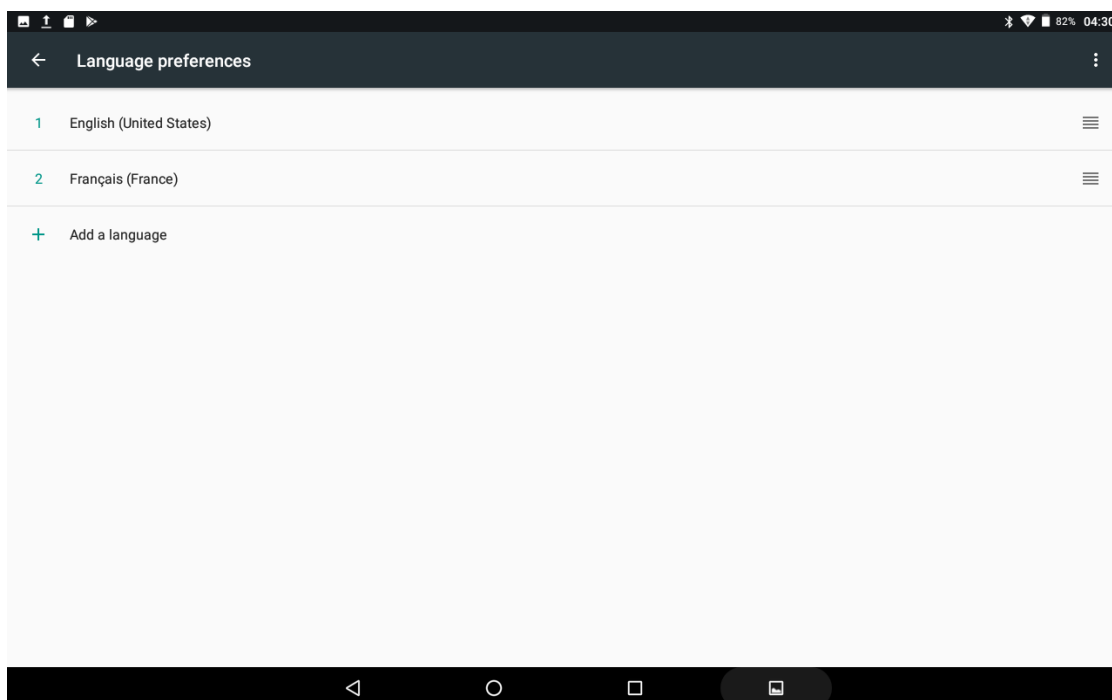 82% 04:30
Language preferences
1 English (United States)
2 Français (France)
+ Add a language